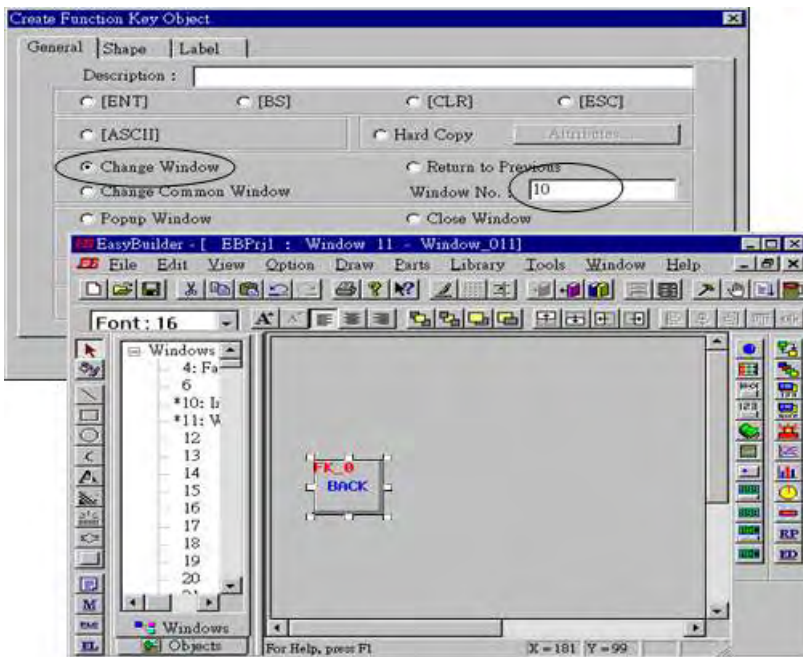 Create Function Key Object
General Shape Label
Description :
[ENT] [BS] [CLR] [ESC]
[ASCII] Hard Copy Attributes...
Change Window Return to Previous
Change Common Window Window No. : 10
Popup Window Close Window
EasyBuilder - [ EBPrj1 : Window 11 - Window_011]
File Edit View Option Draw Parts Library Tools Window Help
Font: 16
Windows
4: Fa
6
*10: I
*11: W
12
13
14
15
16
17
18
19
20
FK_0
BACK
RP
ED
M
EL
Windows
Objects
For Help, press F1 X = 181 Y = 99